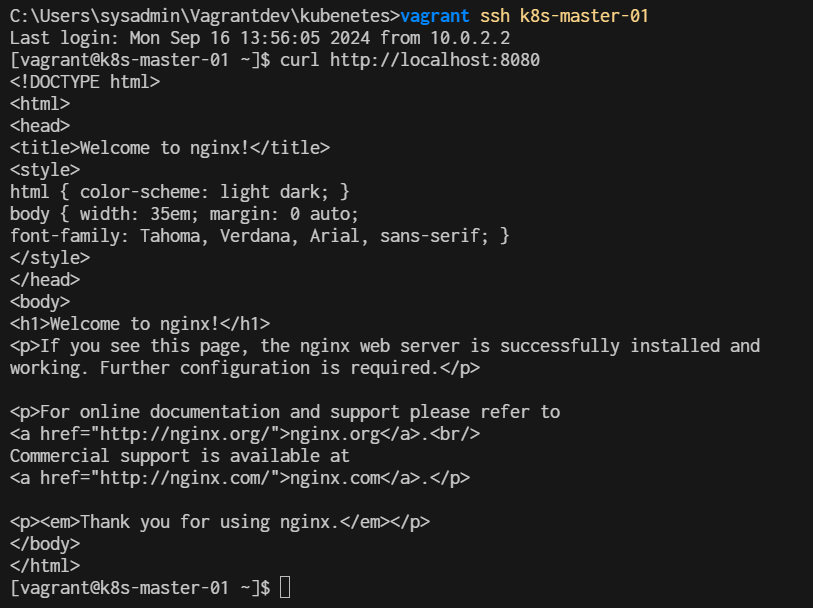 C:\Users\sysadmin\Vagrantdev\kubenetes>vagrant ssh k8s-master-01
Last login: Mon Sep 16 13:56:05 2024 from 10.0.2.2
[vagrant@k8s-master-01 ~]$ curl http://localhost:8080
<!DOCTYPE html>
<html>
<head>
<title>Welcome to nginx!</title>
<style>
html { color-scheme: light dark; }
body { width: 35em; margin: 0 auto;
font-family: Tahoma, Verdana, Arial, sans-serif; }
</style>
</head>
<body>
<h1>Welcome to nginx!</h1>
<p>If you see this page, the nginx web server is successfully installed and
working. Further configuration is required.</p>

<p>For online documentation and support please refer to
<a href="http://nginx.org/">nginx.org</a>.<br/>
Commercial support is available at
<a href="http://nginx.com/">nginx.com</a>.</p>

<p><em>Thank you for using nginx.</em></p>
</body>
</html>
[vagrant@k8s-master-01 ~]$